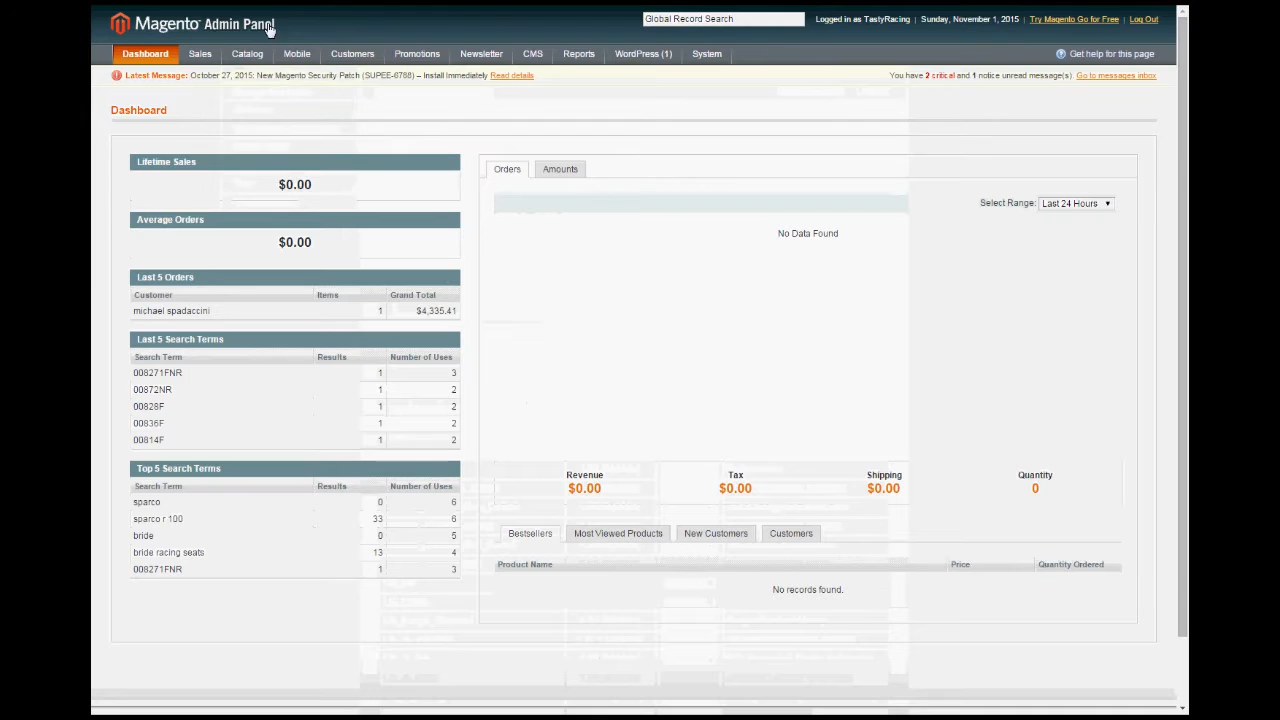 Magento Admin Panel
Global Record Search
Logged in as TastyRacing | Sunday, November 1, 2015 | Try Magento Go for Free | Log Out
Dashboard Sales Catalog Mobile Customers Promotions Newsletter CMS Reports WordPress (1) System
Get help for this page
Latest Message: October 27, 2015: New Magento Security Patch (SUPEE-6788) – Install Immediately Read details
You have 2 critical and 1 notice unread message(s). Go to messages inbox
Dashboard
Lifetime Sales
$0.00
Average Orders
$0.00
Last 5 Orders
Customer Items Grand Total
michael spadaccini 1 $4,335.41
Last 5 Search Terms
Search Term Results Number of Uses
008271FNR 1 3
00872NR 1 2
00828F 1 2
00836F 1 2
00814F 1 2
Top 5 Search Terms
Search Term Results Number of Uses
sparco 0 6
sparco r 100 33 6
bride 0 5
bride racing seats 13 4
008271FNR 1 3
Orders Amounts
Select Range: Last 24 Hours
No Data Found
Revenue Tax Shipping Quantity
$0.00 $0.00 $0.00 0
Bestsellers Most Viewed Products New Customers Customers
Product Name Price Quantity Ordered
No records found.